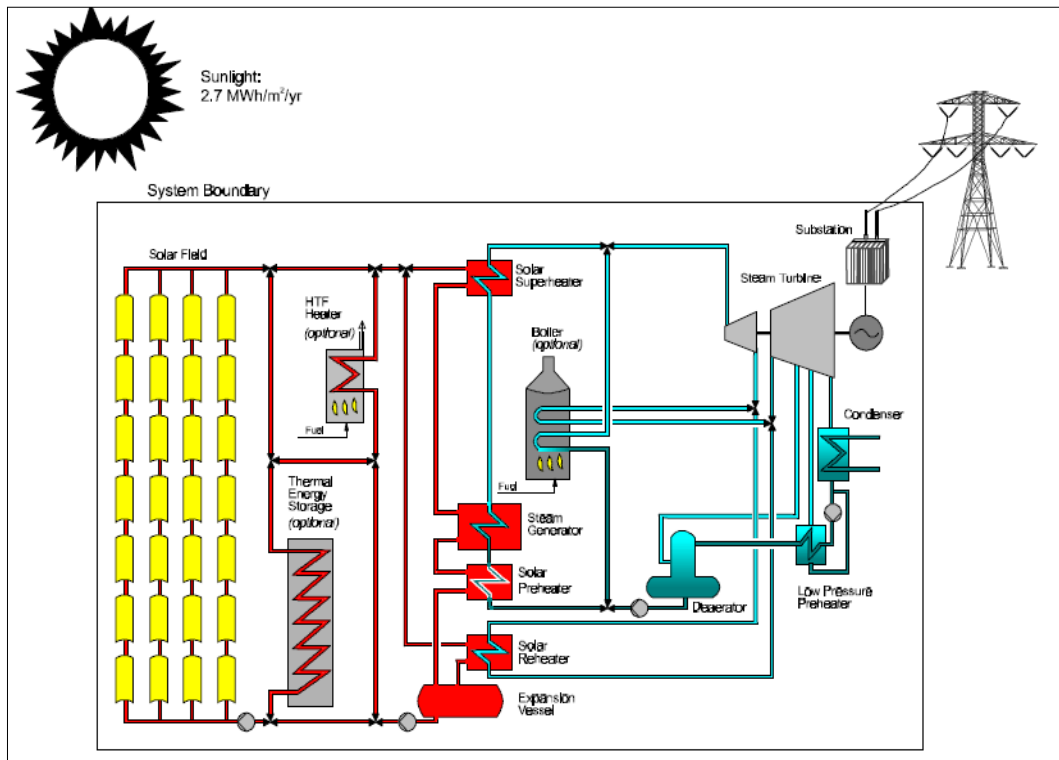 Sunlight:
2.7 MWh/m²/yr
System Boundary
Substation
Solar Field
Solar
Superheater
Steam Turbine
HTF
Heater
(optional)
Boiler
(optional)
Fuel
Condenser
Thermal
Energy
Storage
(optional)
Fuel
Steam
Generator
Solar
Preheater
Deaerator
Low Pressure
Preheater
Solar
Reheater
Expansion
Vessel